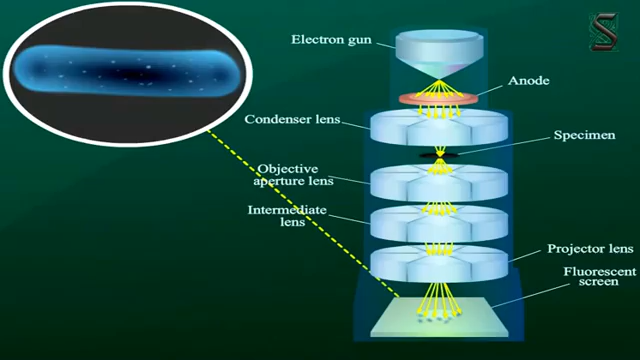 Electron gun
Anode
Condenser lens
Specimen
Objective
aperture lens
Intermediate
lens
Projector lens
Fluorescent
screen
S